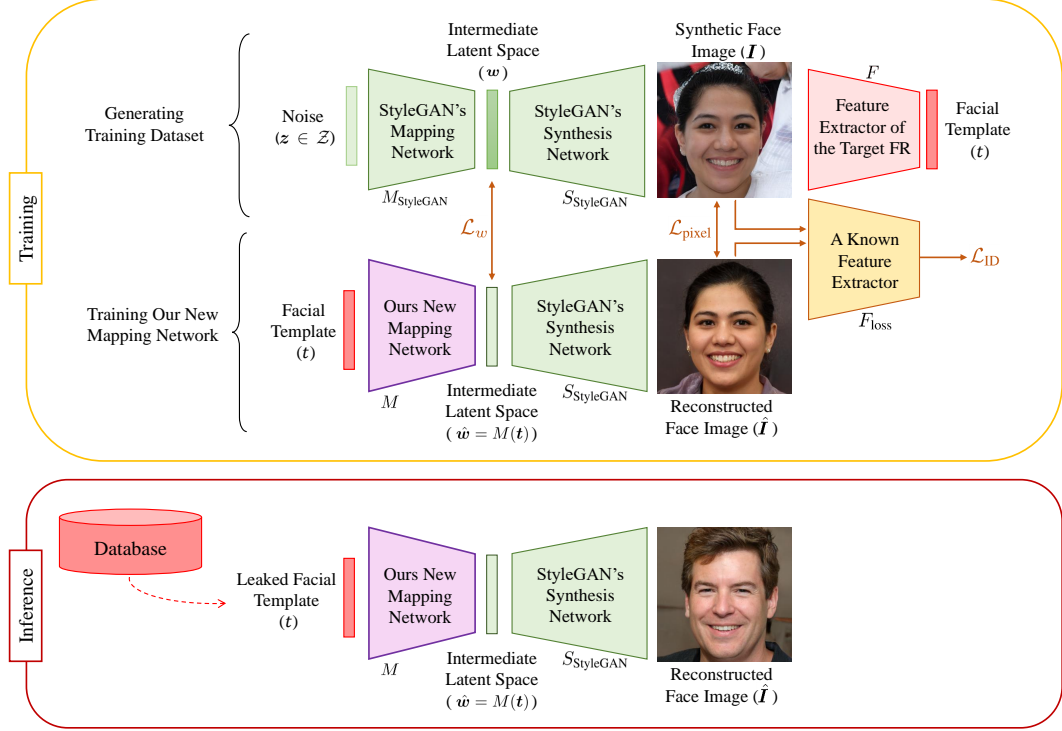 Training
Generating
Training Dataset
Noise
(z ∈ 𝒵)
StyleGAN's
Mapping
Network
M_StyleGAN
Intermediate
Latent Space
(w)
StyleGAN's
Synthesis
Network
S_StyleGAN
Synthetic Face
Image (I)
F
Feature
Extractor of
the Target FR
Facial
Template
(t)
ℒ_w
ℒ_pixel
A Known
Feature
Extractor
F_loss
ℒ_ID
Training Our New
Mapping Network
Facial
Template
(t)
Ours New
Mapping
Network
M
Intermediate
Latent Space
( ŵ = M(t))
StyleGAN's
Synthesis
Network
S_StyleGAN
Reconstructed
Face Image (Î )
Inference
Database
Leaked Facial
Template
(t)
Ours New
Mapping
Network
M
Intermediate
Latent Space
( ŵ = M(t))
StyleGAN's
Synthesis
Network
S_StyleGAN
Reconstructed
Face Image (Î )